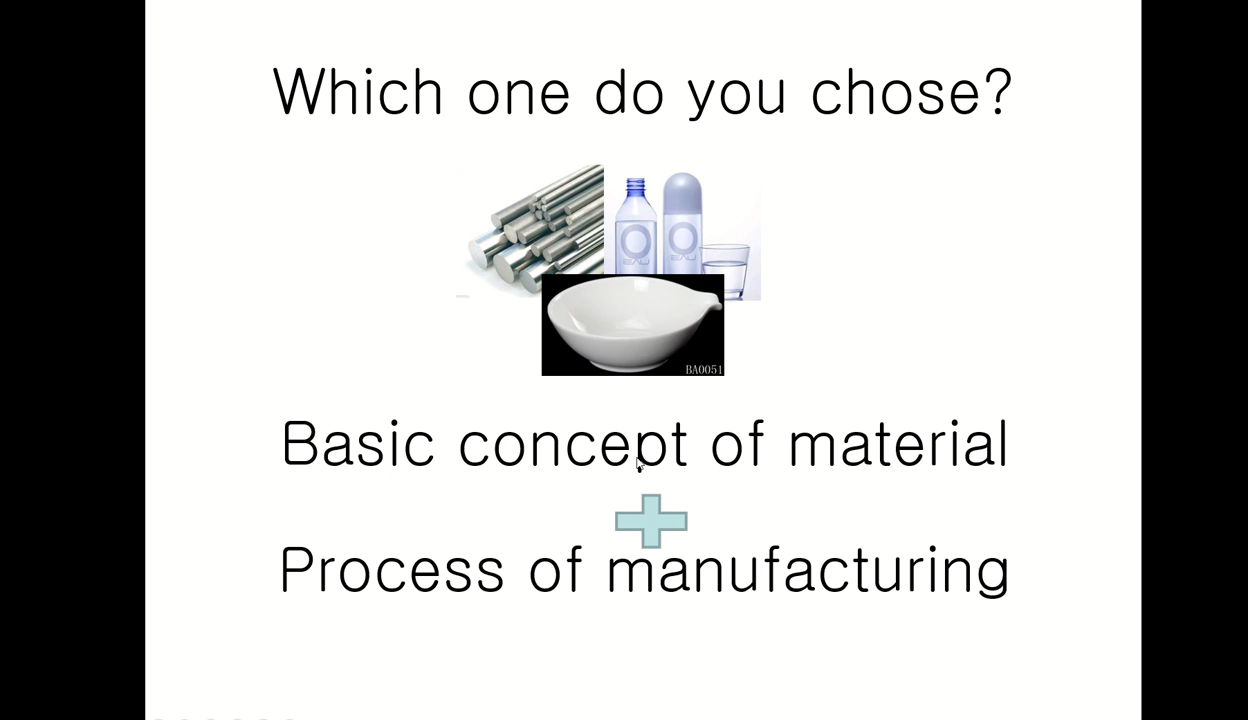 Which one do you chose?
BA0051
Basic concept of material
Process of manufacturing